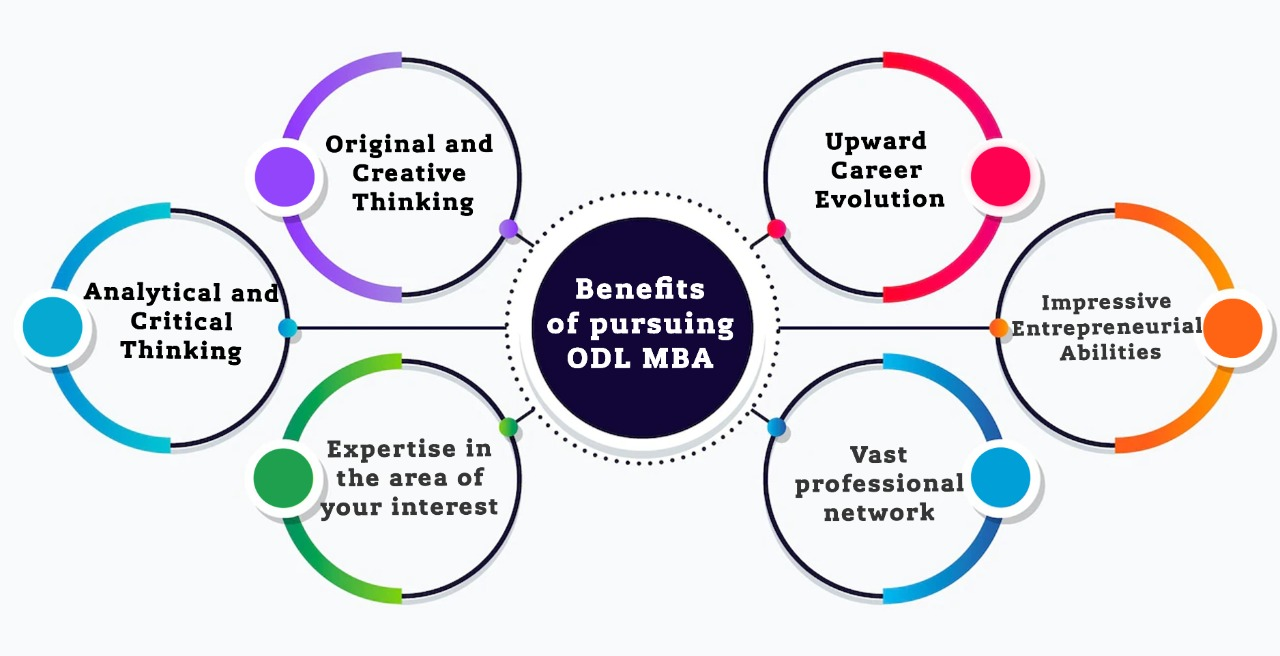 Original and
Creative
Thinking
Upward
Career
Evolution
Analytical and
Critical
Thinking
Benefits
of pursuing
ODL MBA
Impressive
Entrepreneurial
Abilities
Expertise in
the area of
your interest
Vast
professional
network